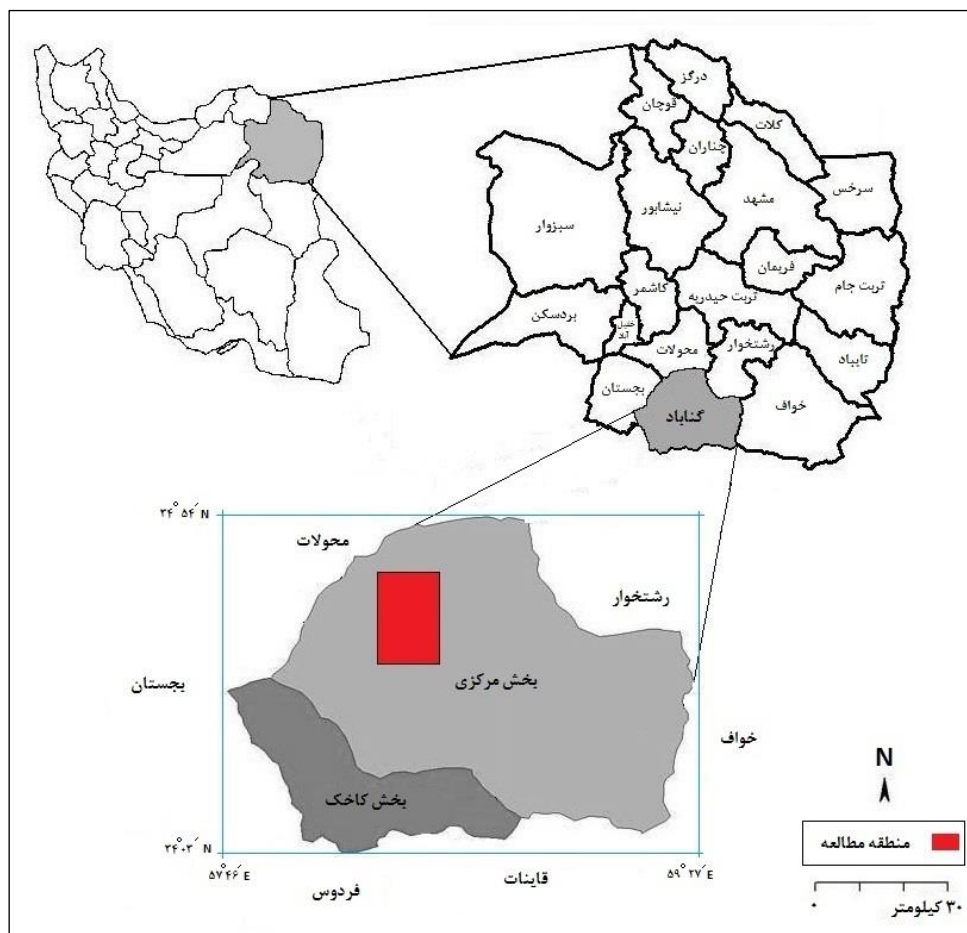 درگز
قوچان
کلات
چناران
سرخس
مشهد
نیشابور
سبزوار
فریمان
تربت جام
کاشمر
تربت حیدریه
بردسکن
خلیل
آباد
رشتخوار
محولات
تایباد
بجستان
خواف
گناباد
۳۴° ۵۴´ N
محولات
رشتخوار
بخش مرکزی
بجستان
خواف
N
بخش کاخک
منطقه مطالعه
۳۴° ۰۳´ N
۵۷° ۴۶´ E
۵۹° ۲۷´ E
قاینات
فردوس
۰
۳۰ کیلومتر